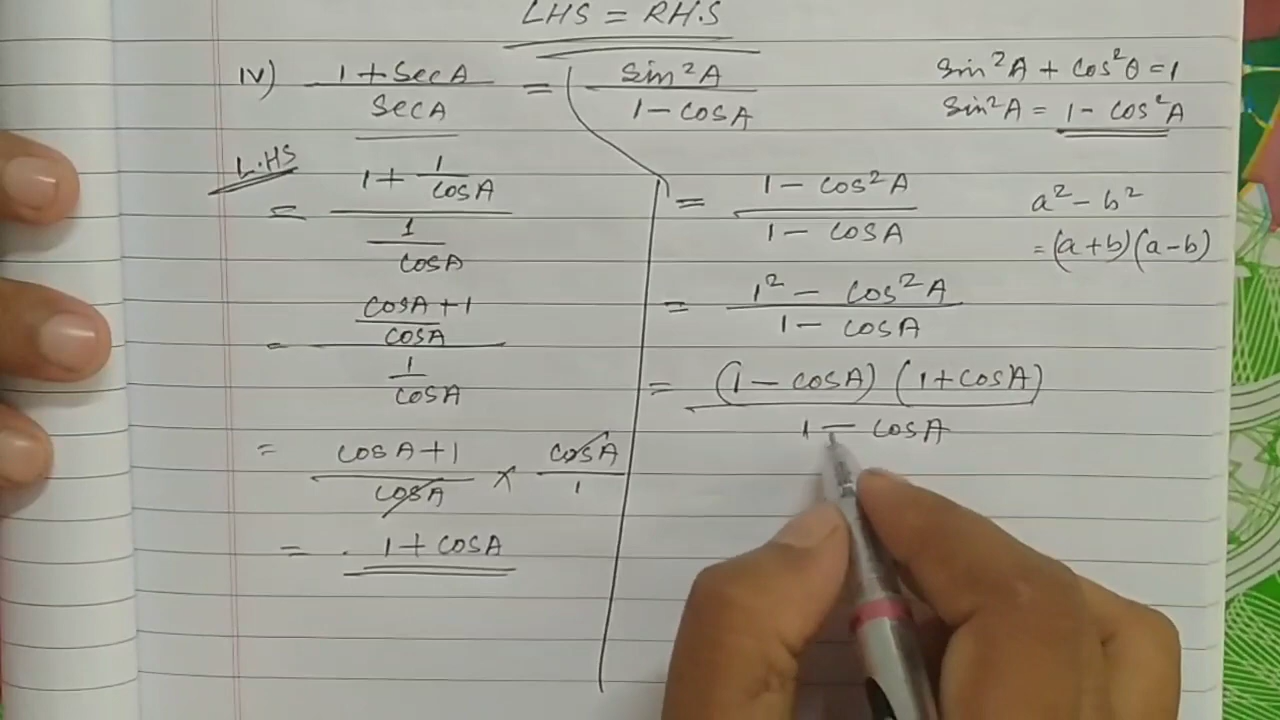 LHS = RH.S
IV) 1 + SecA / SecA = sin²A / 1 - cosA
sin²A + cos²θ = 1
sin²A = 1 - cos²A
L.HS
= 1 + 1/cosA / 1/cosA
= cosA + 1 / cosA / 1/cosA
= cosA + 1 / cosA × cosA / 1
= . 1 + cosA
= 1 - cos²A / 1 - cosA
a² - b²
= (a+b)(a-b)
= 1² - cos²A / 1 - cosA
= (1 - cosA) (1 + cosA) / 1 - cosA